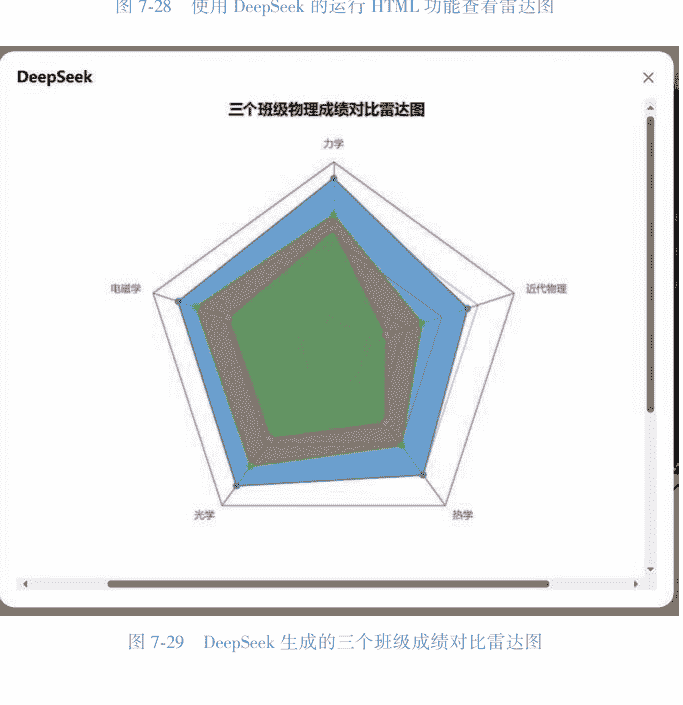 图 7-28 使用 DeepSeek 的运行 HTML 功能查看雷达图
DeepSeek
三个班级物理成绩对比雷达图
力学
电磁学
近代物理
光学
热学
图 7-29 DeepSeek 生成的三个班级成绩对比雷达图